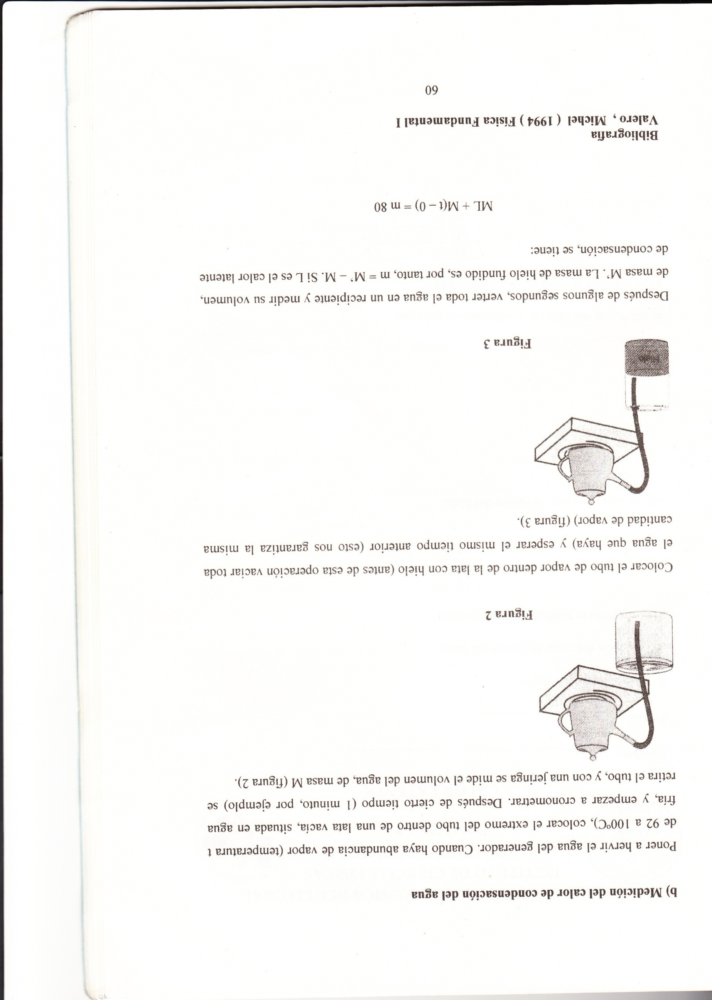 b) Medición del calor de condensación del agua
Poner a hervir el agua del generador. Cuando haya abundancia de vapor (temperatura t
de 92 a 100ºC), colocar el extremo del tubo dentro de una lata vacía, situada en agua
fría, y empezar a cronometrar. Después de cierto tiempo (1 minuto, por ejemplo) se
retira el tubo, y con una jeringa se mide el volumen del agua, de masa M (figura 2).
Figura 2
Colocar el tubo de vapor dentro de la lata con hielo (antes de esta operación vaciar toda
el agua que haya) y esperar el mismo tiempo anterior (esto nos garantiza la misma
cantidad de vapor) (figura 3).
Hielo
Figura 3
Después de algunos segundos, verter toda el agua en un recipiente y medir su volumen,
de masa M'. La masa de hielo fundido es, por tanto, m = M' – M. Si L es el calor latente
de condensación, se tiene:
ML + M(t – 0) = m 80
Bibliografía
Valero , Michel ( 1994 ) Física Fundamental I
60